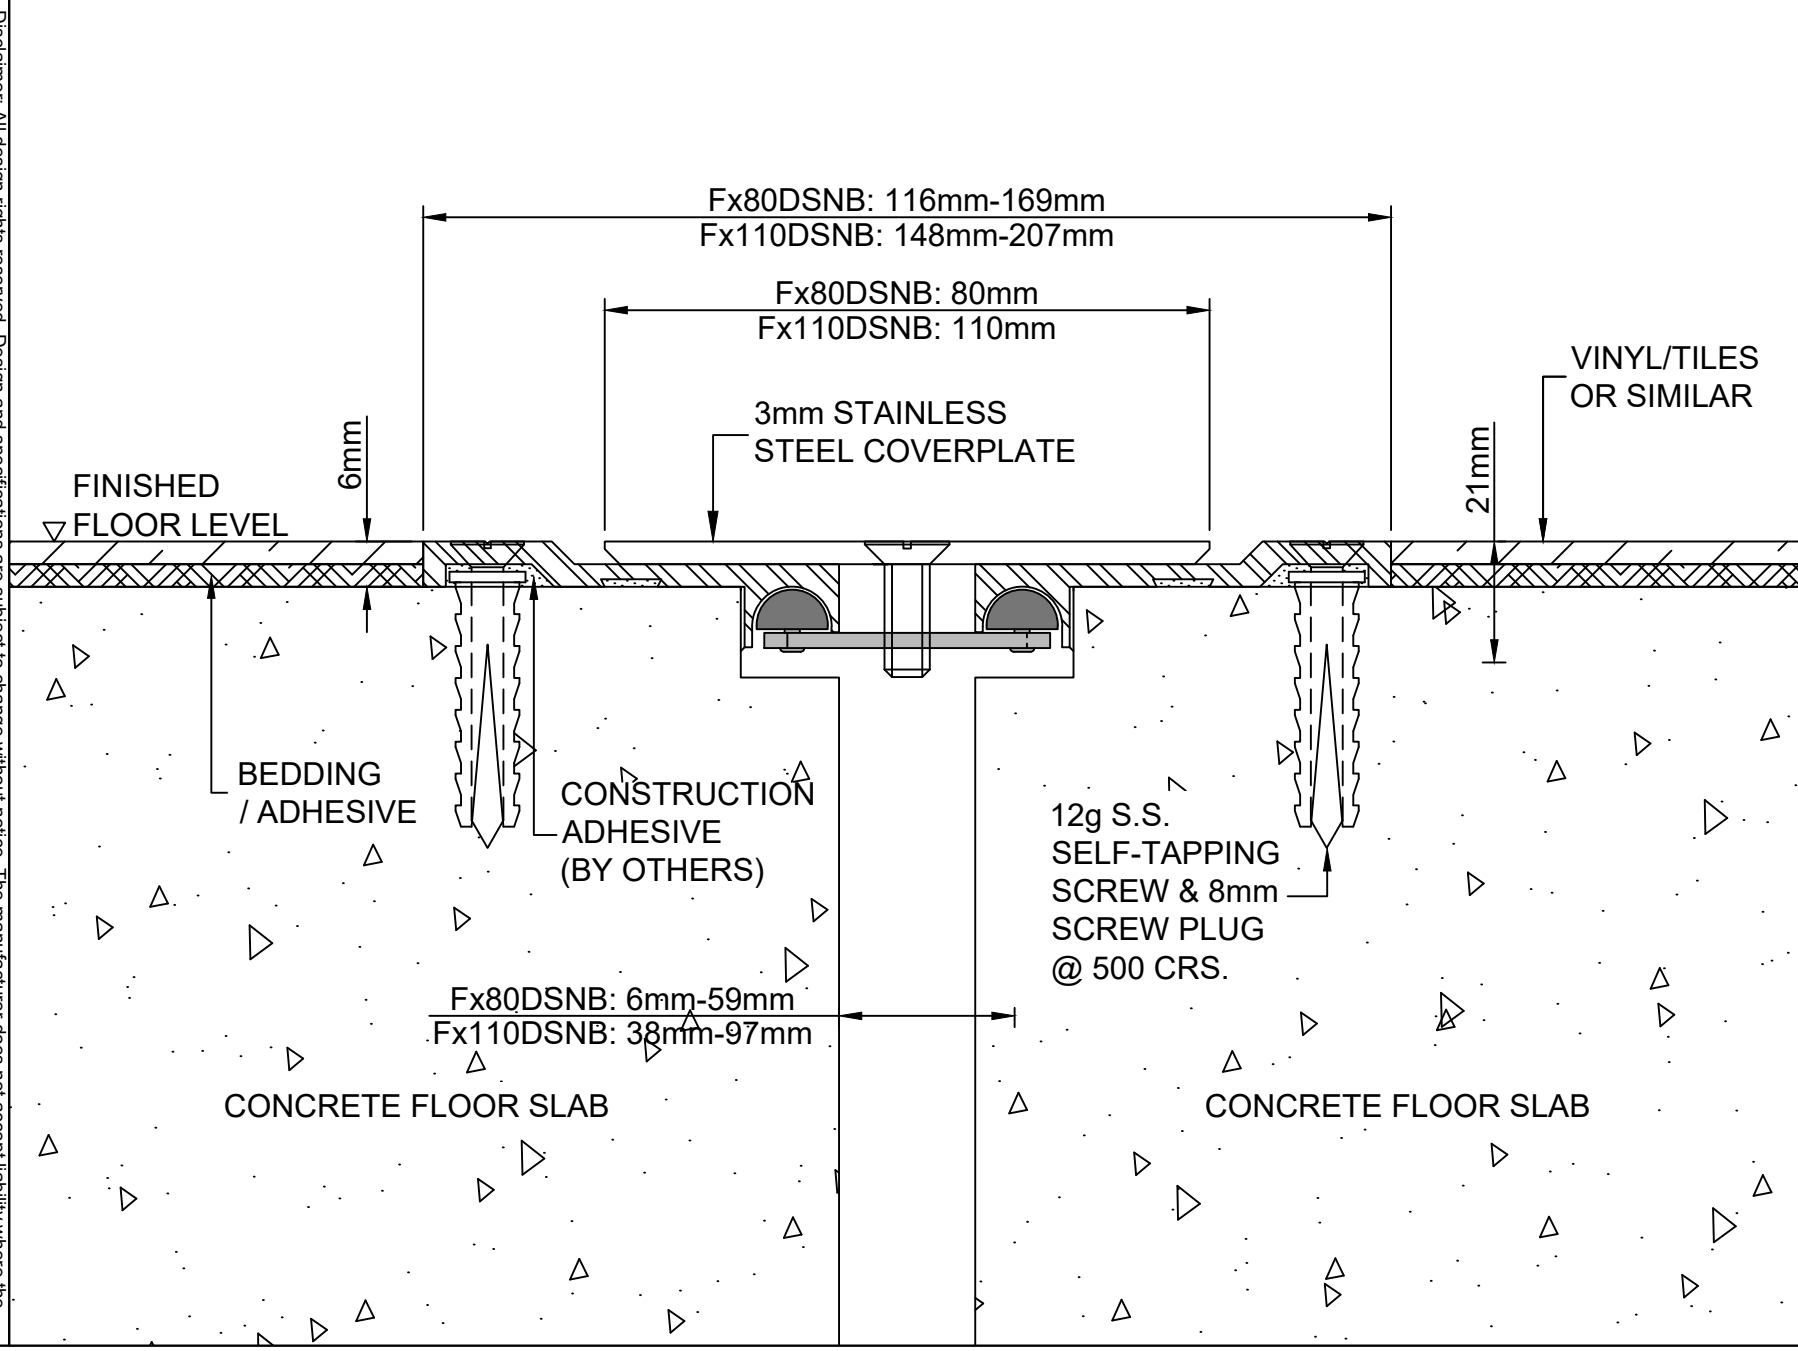 Fx80DSNB: 116mm-169mm
Fx110DSNB: 148mm-207mm
Fx80DSNB: 80mm
Fx110DSNB: 110mm
VINYL/TILES
OR SIMILAR
3mm STAINLESS
STEEL COVERPLATE
6mm
21mm
FINISHED
FLOOR LEVEL
BEDDING
/ ADHESIVE
CONSTRUCTION
ADHESIVE
(BY OTHERS)
12g S.S.
SELF-TAPPING
SCREW & 8mm
SCREW PLUG
@ 500 CRS.
Fx80DSNB: 6mm-59mm
Fx110DSNB: 38mm-97mm
CONCRETE FLOOR SLAB
CONCRETE FLOOR SLAB